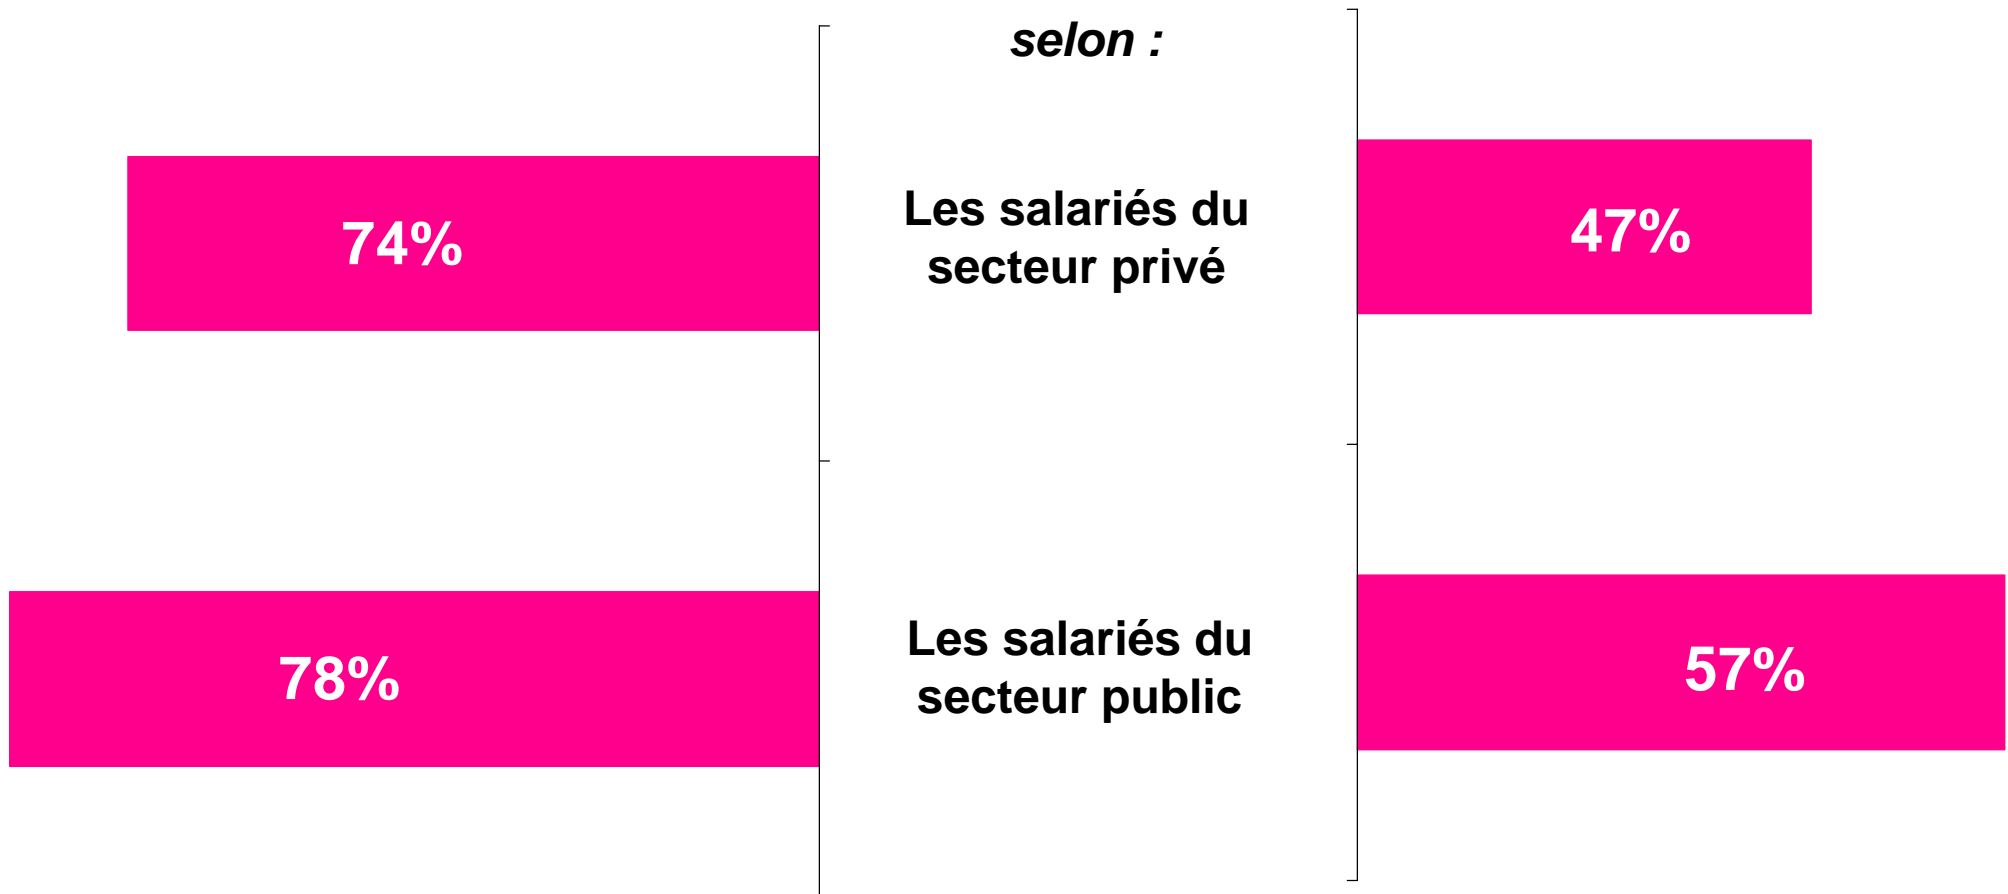 selon :
74%
Les salariés du
secteur privé
47%
78%
Les salariés du
secteur public
57%